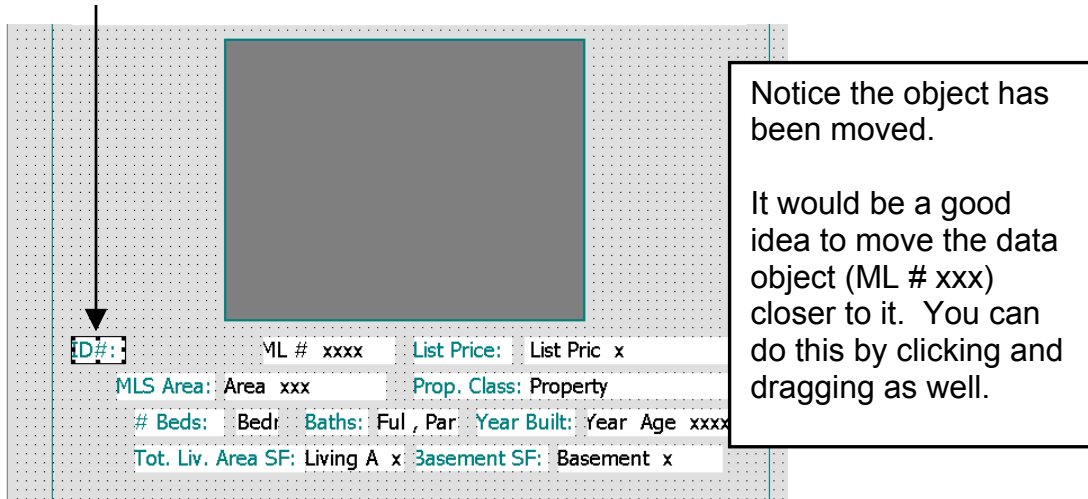 Notice the object has
been moved.
It would be a good
idea to move the data
object (ML # xxx)
closer to it.  You can
do this by clicking and
dragging as well.
ID#: ML # xxxx List Price: List Pric x
MLS Area: Area xxx Prop. Class: Property
# Beds: Bedr Baths: Ful , Par Year Built: Year Age xxxx
Tot. Liv. Area SF: Living A x Basement SF: Basement x